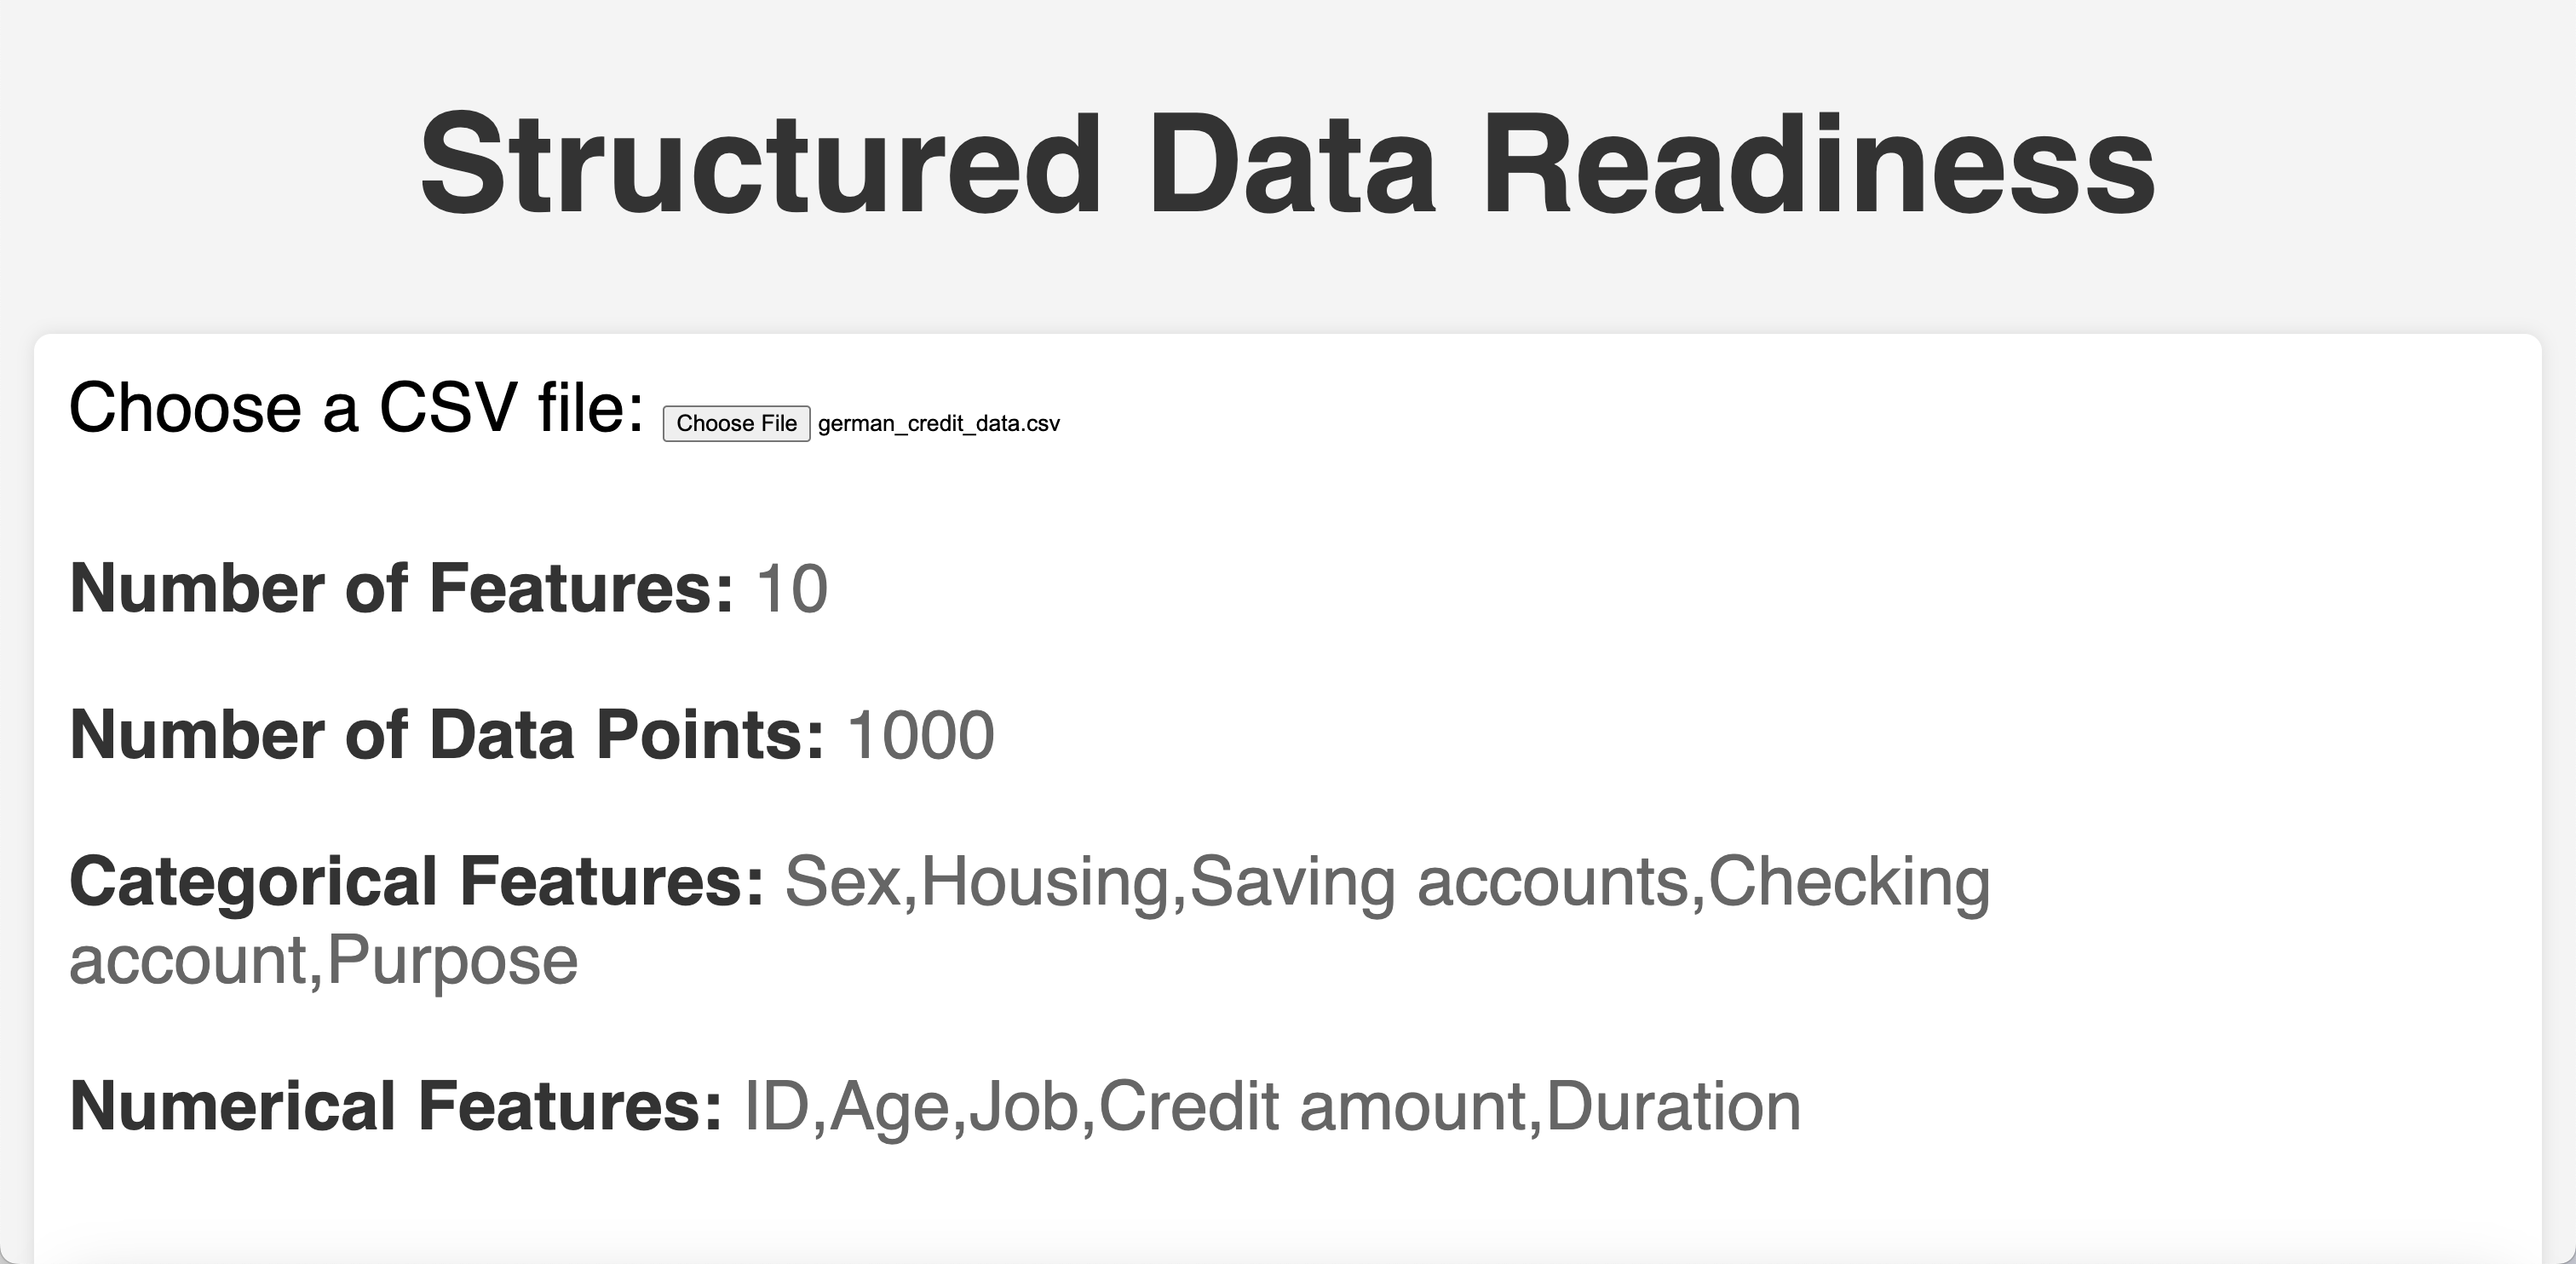 Structured Data Readiness
Choose a CSV file: Choose File german_credit_data.csv
Number of Features: 10
Number of Data Points: 1000
Categorical Features: Sex,Housing,Saving accounts,Checking
account,Purpose
Numerical Features: ID,Age,Job,Credit amount,Duration